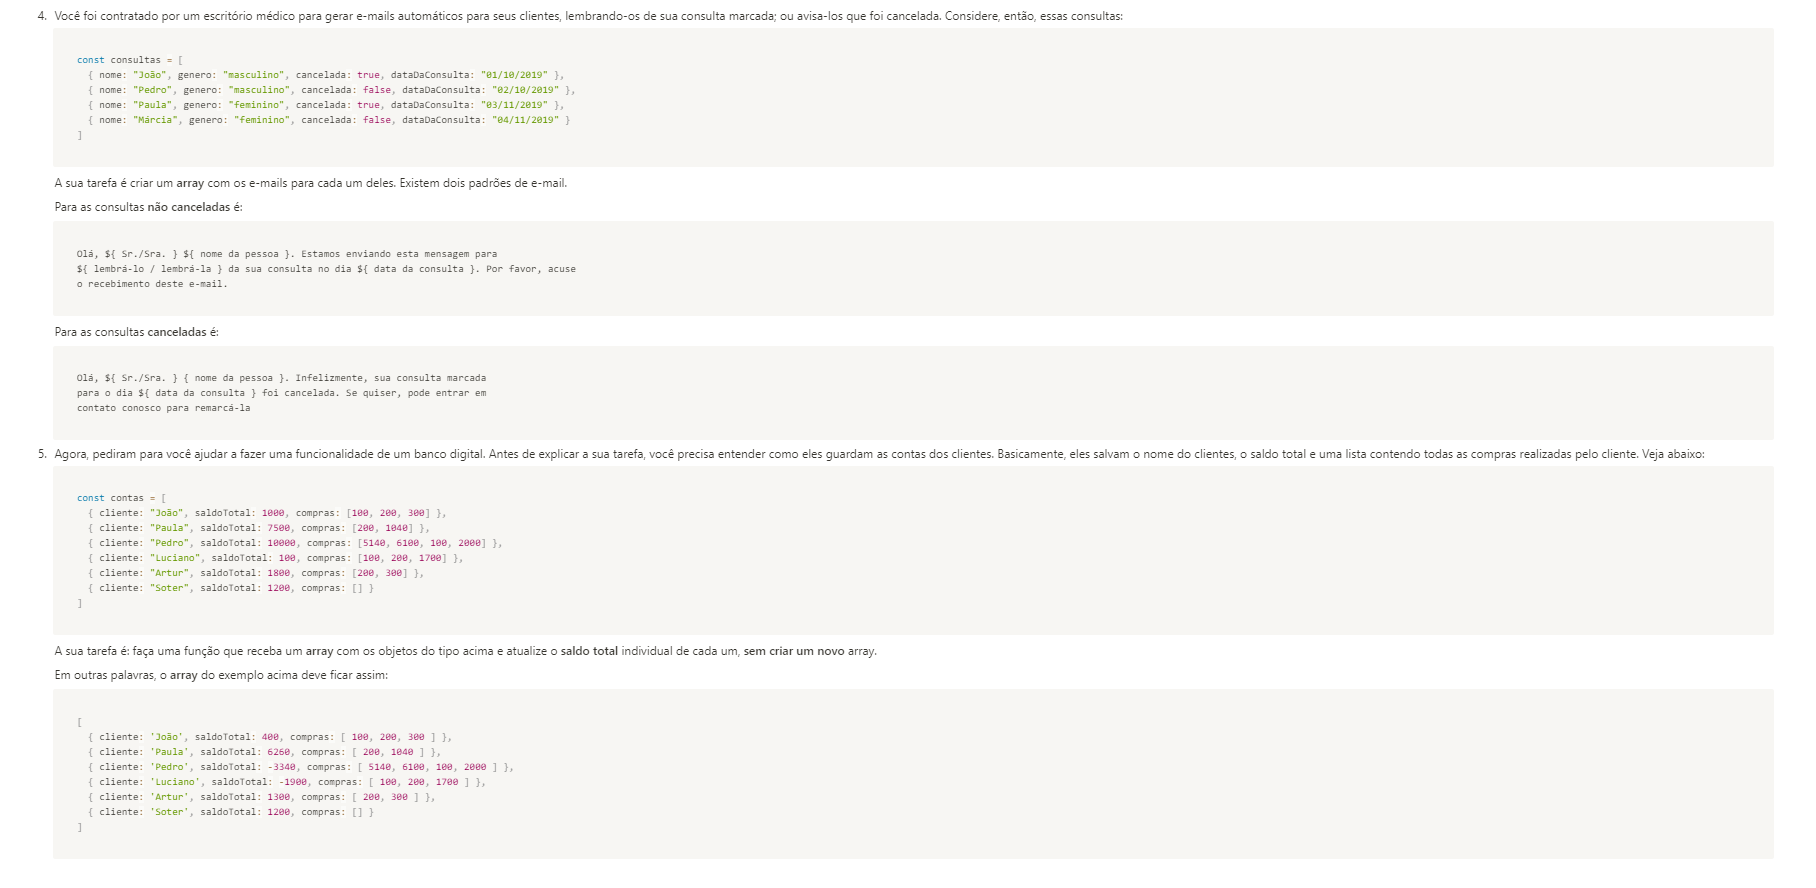 4. Você foi contratado por um escritório médico para gerar e-mails automáticos para seus clientes, lembrando-os de sua consulta marcada; ou avisa-los que foi cancelada. Considere, então, essas consultas:
const consultas = [
{ nome: "João", genero: "masculino", cancelada: true, dataDaConsulta: "01/10/2019" },
{ nome: "Pedro", genero: "masculino", cancelada: false, dataDaConsulta: "02/10/2019" },
{ nome: "Paula", genero: "feminino", cancelada: true, dataDaConsulta: "03/11/2019" },
{ nome: "Márcia", genero: "feminino", cancelada: false, dataDaConsulta: "04/11/2019" }
]
A sua tarefa é criar um array com os e-mails para cada um deles. Existem dois padrões de e-mail.
Para as consultas não canceladas é:
Olá, ${ Sr./Sra. } ${ nome da pessoa }. Estamos enviando esta mensagem para
${ lembrá-lo / lembrá-la } da sua consulta no dia ${ data da consulta }. Por favor, acuse
o recebimento deste e-mail.
Para as consultas canceladas é:
Olá, ${ Sr./Sra. } { nome da pessoa }. Infelizmente, sua consulta marcada
para o dia ${ data da consulta } foi cancelada. Se quiser, pode entrar em
contato conosco para remarcá-la
5. Agora, pediram para você ajudar a fazer uma funcionalidade de um banco digital. Antes de explicar a sua tarefa, você precisa entender como eles guardam as contas dos clientes. Basicamente, eles salvam o nome do clientes, o saldo total e uma lista contendo todas as compras realizadas pelo cliente. Veja abaixo:
const contas = [
{ cliente: "João", saldoTotal: 1000, compras: [100, 200, 300] },
{ cliente: "Paula", saldoTotal: 7500, compras: [200, 1040] },
{ cliente: "Pedro", saldoTotal: 10000, compras: [5140, 6100, 100, 2000] },
{ cliente: "Luciano", saldoTotal: 100, compras: [100, 200, 1700] },
{ cliente: "Artur", saldoTotal: 1800, compras: [200, 300] },
{ cliente: "Soter", saldoTotal: 1200, compras: [] }
]
A sua tarefa é: faça uma função que receba um array com os objetos do tipo acima e atualize o saldo total individual de cada um, sem criar um novo array.
Em outras palavras, o array do exemplo acima deve ficar assim:
[
{ cliente: 'João', saldoTotal: 400, compras: [ 100, 200, 300 ] },
{ cliente: 'Paula', saldoTotal: 6260, compras: [ 200, 1040 ] },
{ cliente: 'Pedro', saldoTotal: -3340, compras: [ 5140, 6100, 100, 2000 ] },
{ cliente: 'Luciano', saldoTotal: -1900, compras: [ 100, 200, 1700 ] },
{ cliente: 'Artur', saldoTotal: 1300, compras: [ 200, 300 ] },
{ cliente: 'Soter', saldoTotal: 1200, compras: [] }
]